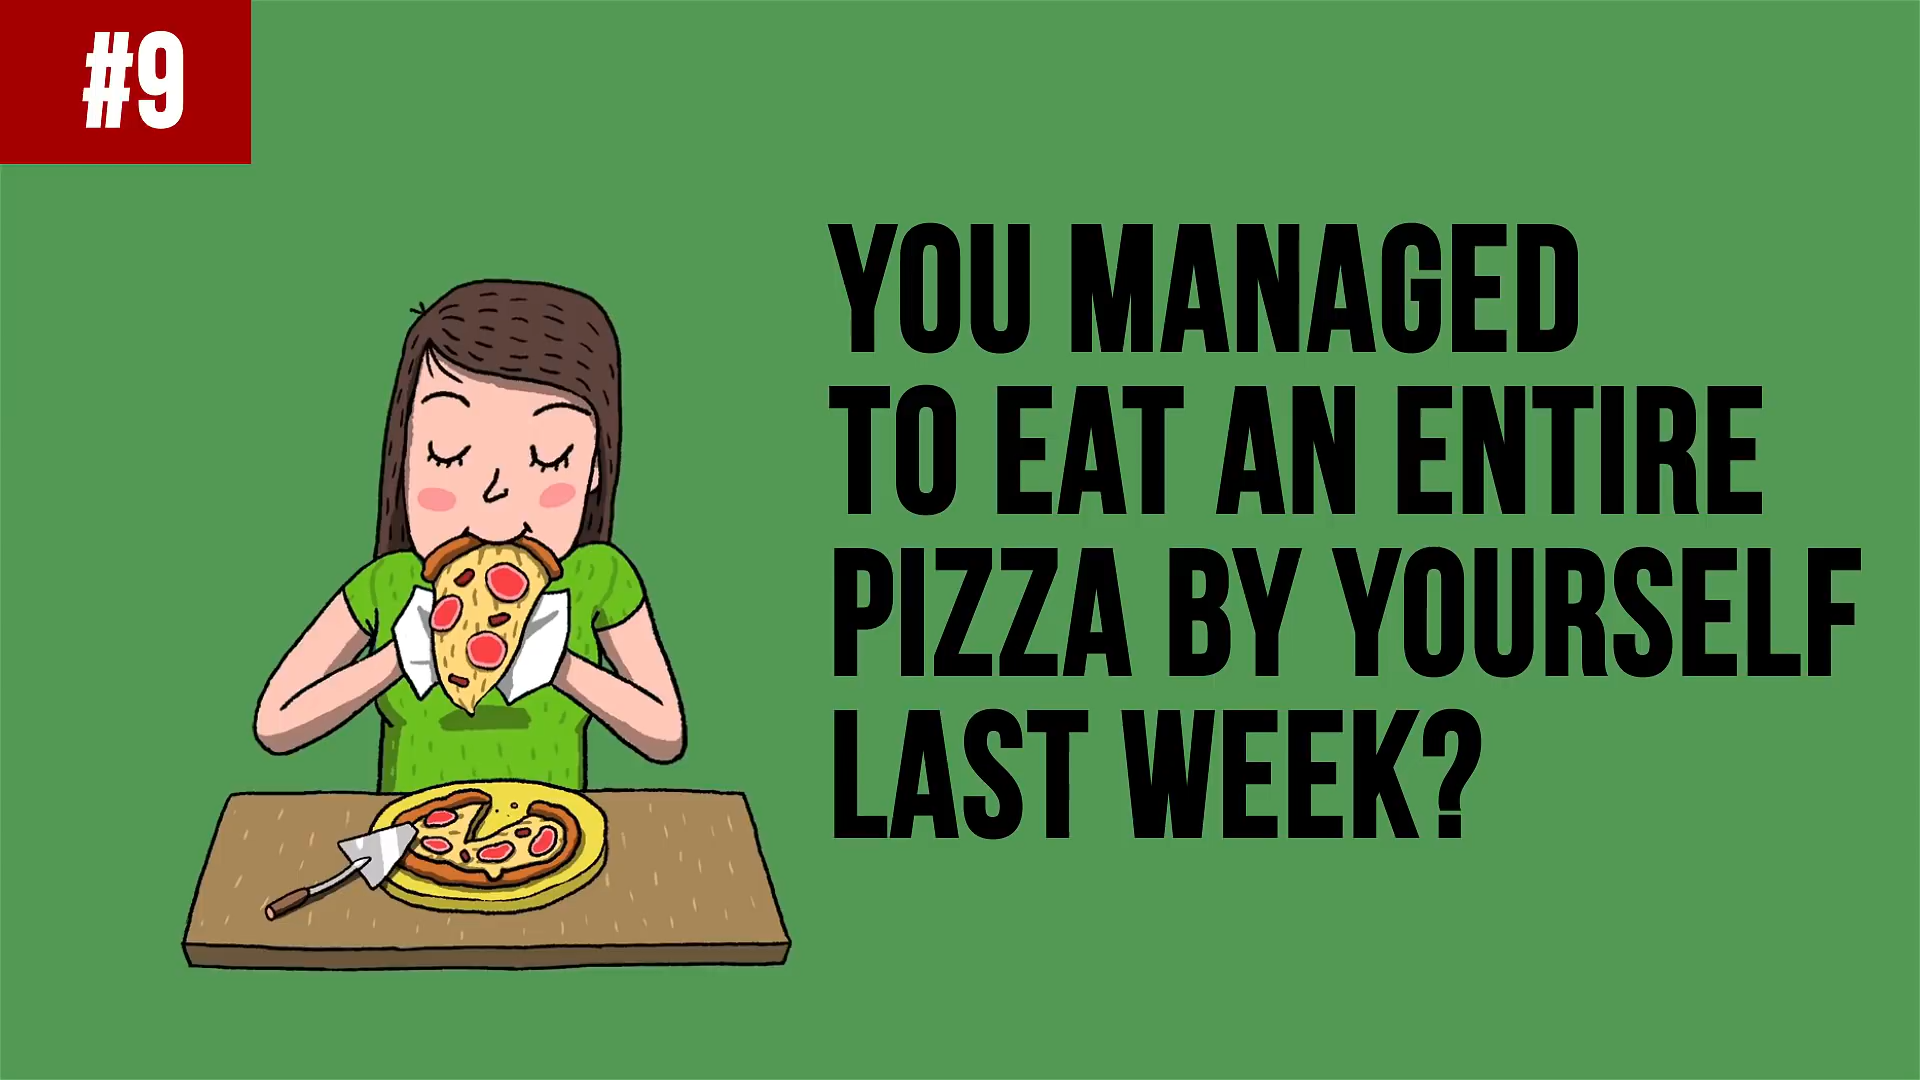 #9
YOU MANAGED
TO EAT AN ENTIRE
PIZZA BY YOURSELF
LAST WEEK?